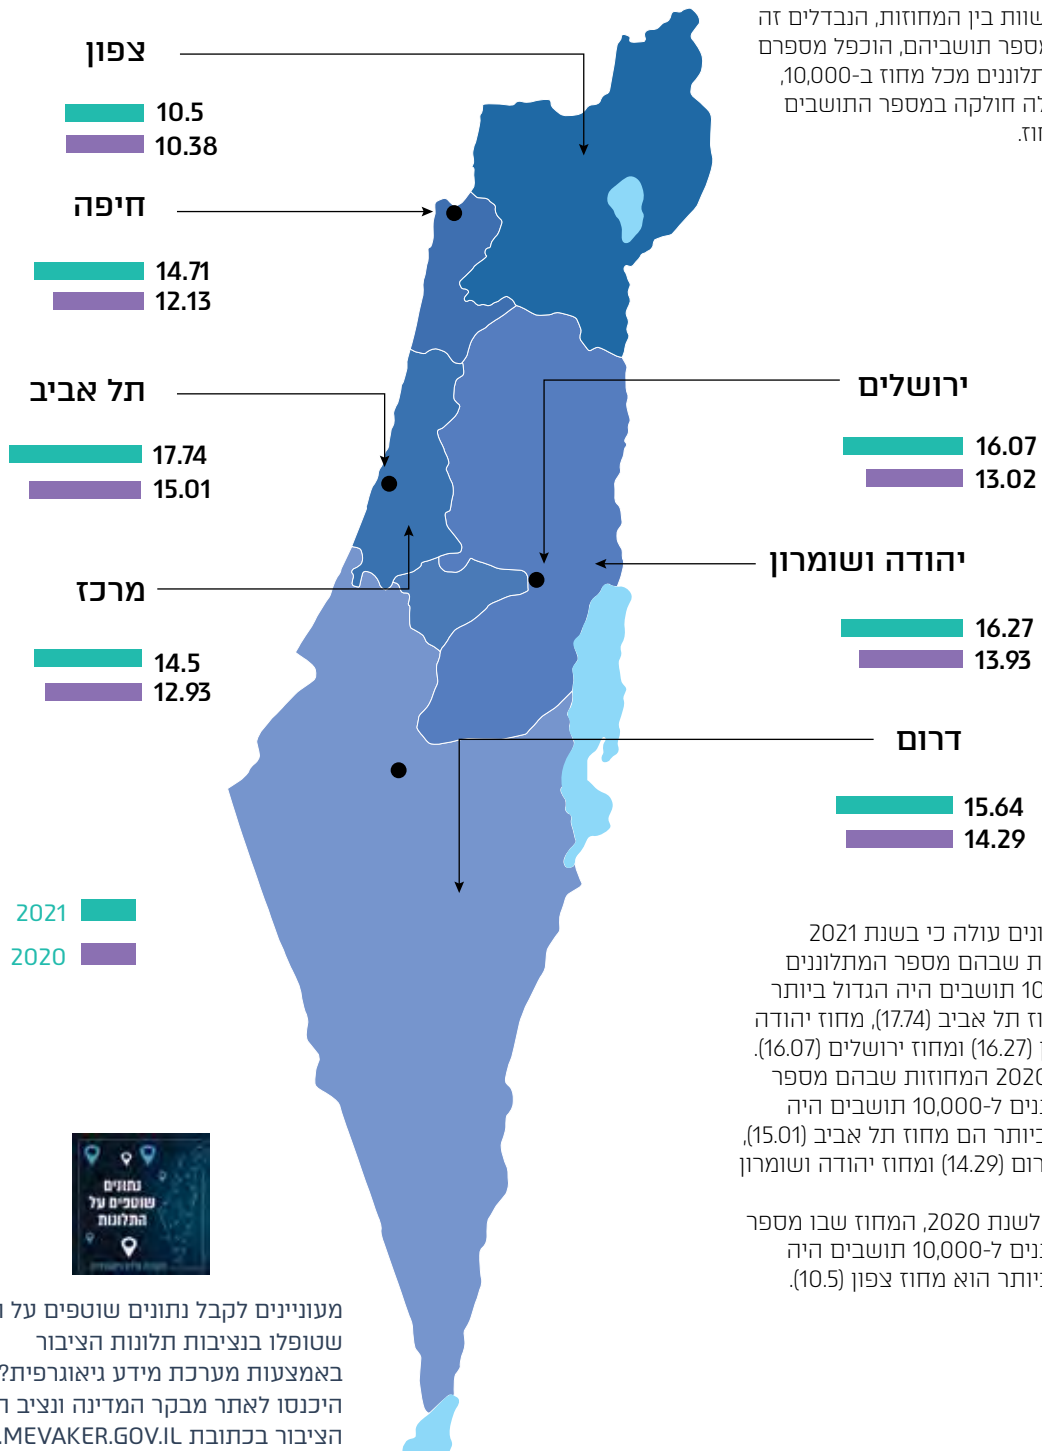 שוות בין המחוזות, הנבדלים זה
מספר תושביהם, הוכפל מספרם
תלוננים מכל מחוז ב-10,000,
לה חולקה במספר התושבים
חוז.
צפון
10.5
10.38
חיפה
14.71
12.13
תל אביב
17.74
15.01
מרכז
14.5
12.93
ירושלים
16.07
13.02
יהודה ושומרון
16.27
13.93
דרום
15.64
14.29
2021
2020
ונים עולה כי בשנת 2021
ת שבהם מספר המתלוננים
10 תושבים היה הגדול ביותר
וז תל אביב (17.74), מחוז יהודה
ן (16.27) ומחוז ירושלים (16.07).
2020 המחוזות שבהם מספר
ננים ל-10,000 תושבים היה
ביותר הם מחוז תל אביב (15.01),
רום (14.29) ומחוז יהודה ושומרון
לשנת 2020, המחוז שבו מספר
ננים ל-10,000 תושבים היה
ביותר הוא מחוז צפון (10.5).
נתונים
שוטפים על
התלונות
מעוניינים לקבל נתונים שוטפים על
שטופלו בנציבות תלונות הציבור
באמצעות מערכת מידע גיאוגרפית?
היכנסו לאתר מבקר המדינה ונציב
הציבור בכתובת MEVAKER.GOV.IL.